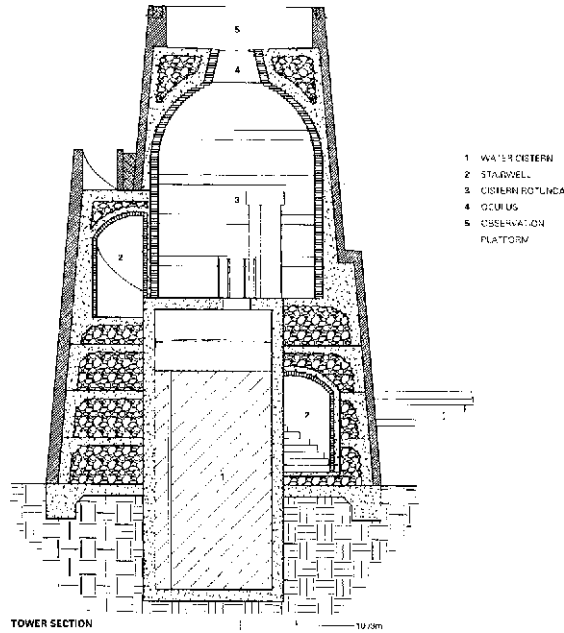 5
4
3
2
2
1
1 WATER CISTERN
2 STAIRWELL
3 CISTERN ROTUNDA
4 OCULUS
5 OBSERVATION
PLATFORM
TOWER SECTION